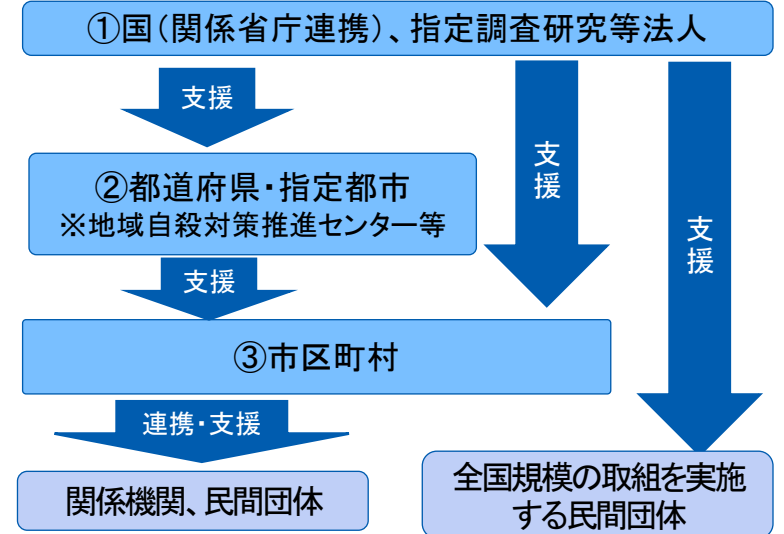 ①国（関係省庁連携）、指定調査研究等法人
支援
支援
支援
②都道府県・指定都市
※地域自殺対策推進センター等
支援
③市区町村
連携・支援
関係機関、民間団体
全国規模の取組を実施
する民間団体